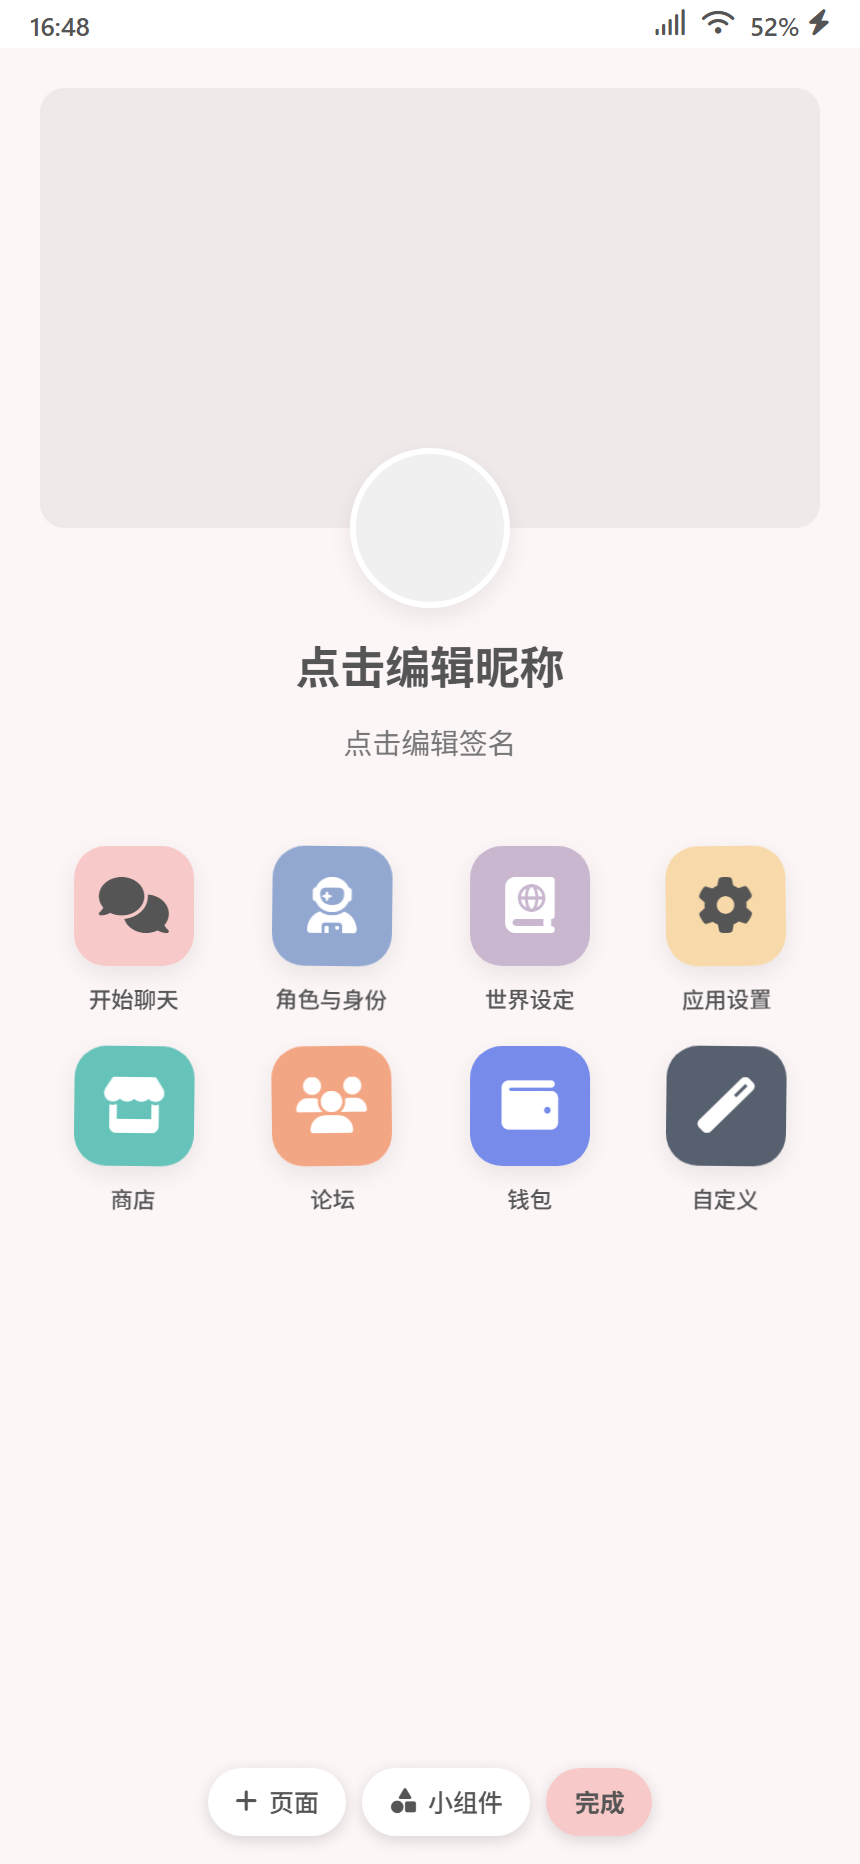 16:48
52%
点击编辑昵称
点击编辑签名
开始聊天 角色与身份 世界设定 应用设置
商店 论坛 钱包 自定义
页面 小组件 完成